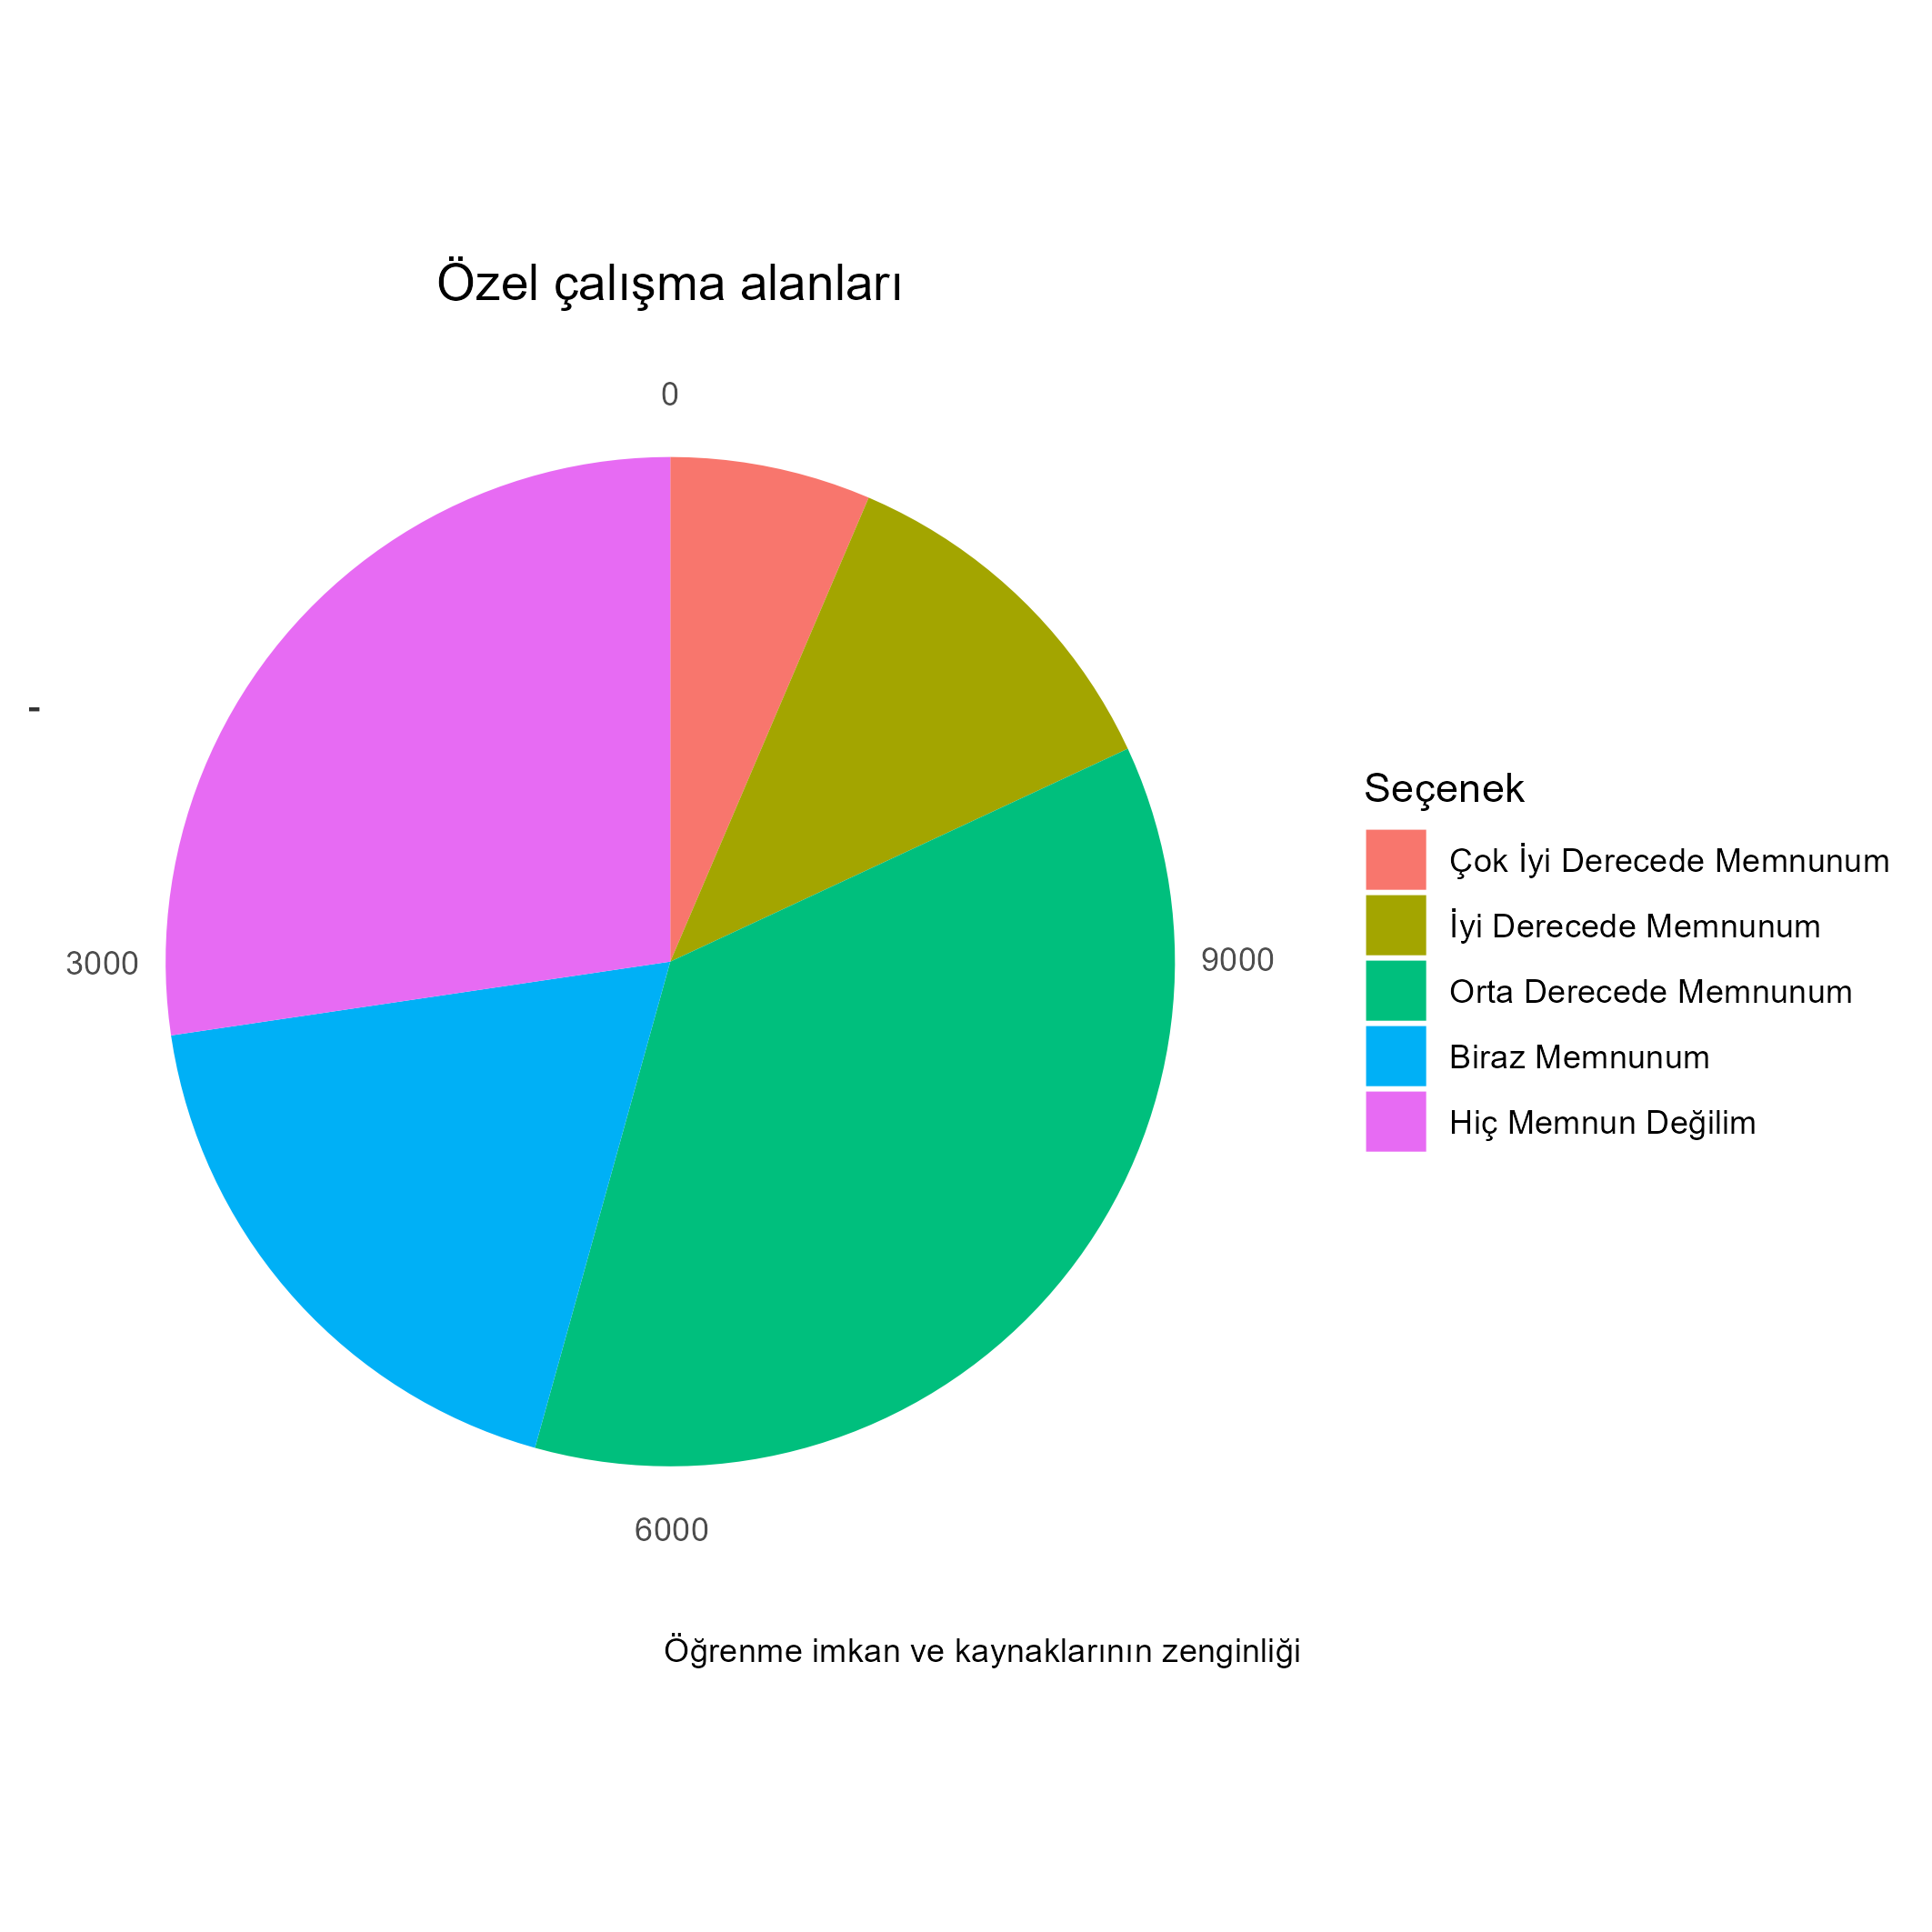 Özel çalışma alanları
0
-
3000
9000
6000
Seçenek
Çok İyi Derecede Memnunum
İyi Derecede Memnunum
Orta Derecede Memnunum
Biraz Memnunum
Hiç Memnun Değilim
Öğrenme imkan ve kaynaklarının zenginliği